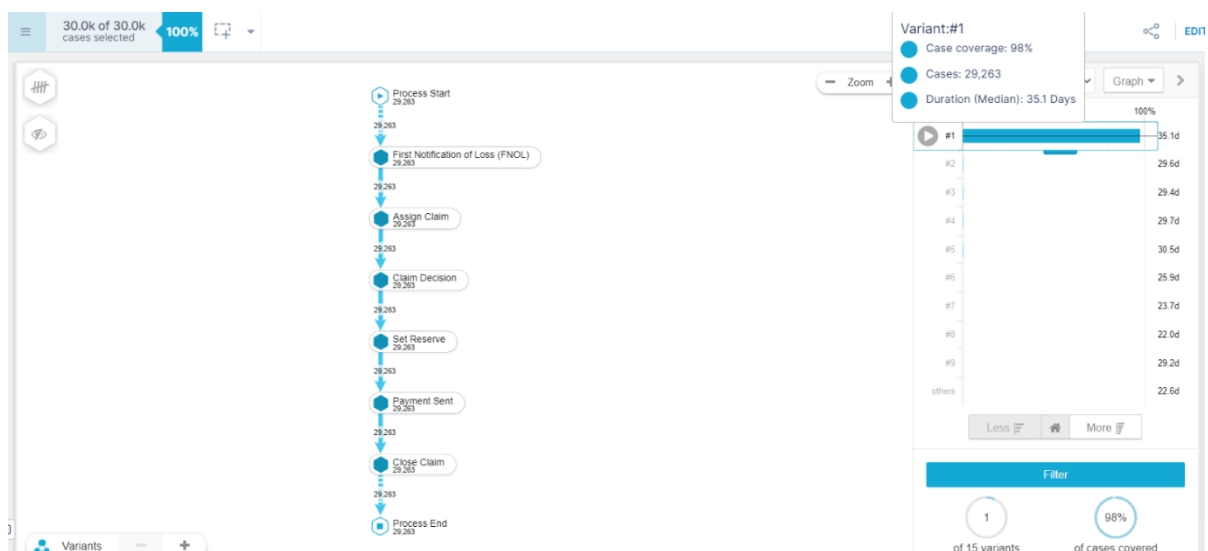 30.0k of 30.0k
cases selected
100%
Variant:#1
Case coverage: 98%
Cases: 29,263
Duration (Median): 35.1 Days
EDIT
Zoom
Graph
Process Start
29,263
29,263
First Notification of Loss (FNOL)
29,263
29,263
Assign Claim
29,263
29,263
Claim Decision
29,263
29,263
Set Reserve
29,263
29,263
Payment Sent
29,263
29,263
Close Claim
29,263
29,263
Process End
29,263
Variants
100%
#1 35.1d
#2 29.6d
#3 29.4d
#4 29.7d
#5 30.5d
#6 25.9d
#7 23.7d
#8 22.0d
#9 29.2d
others 22.6d
Less
More
Filter
1
of 15 variants
98%
of cases covered